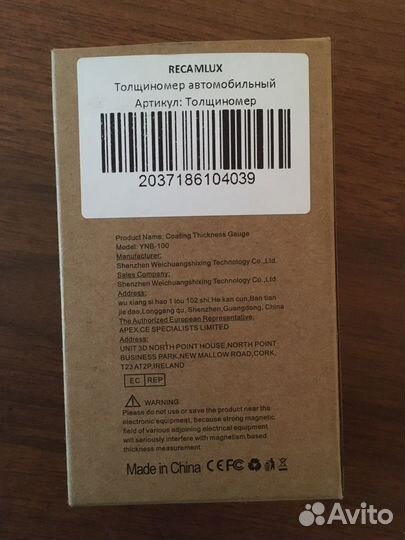 RECAMLUX
Толщиномер автомобильный
Артикул: Толщиномер
2037186104039
Product Name: Coating Thickness Gauge
Model: YNB-100
Manufacturer:
Shenzhen Weichuangshixing Technology Co.,Ltd.
Sales Company:
Shenzhen Weichuangshixing Technology Co.,Ltd.
Address:
wu xiang si hao 1 lou 102 shi,He kan cun,Ban tian
jie dao,Longgang qu, Shenzhen,Guangdong, China
The Authorized European Representative:
APEX CE SPECIALISTS LIMITED
Address:
UNIT 3D NORTH POINT HOUSE,NORTH POINT
BUSINESS PARK,NEW MALLOW ROAD,CORK,
T23 AT2P,IRELAND
EC REP
WARNING:
Please do not use or save the product near the
electronic equipment, because strong magnetic
field of various adjoining electrical equipment
will seriously interfere with magnetism based
thickness measurement.
Made in China CE FC
Avito